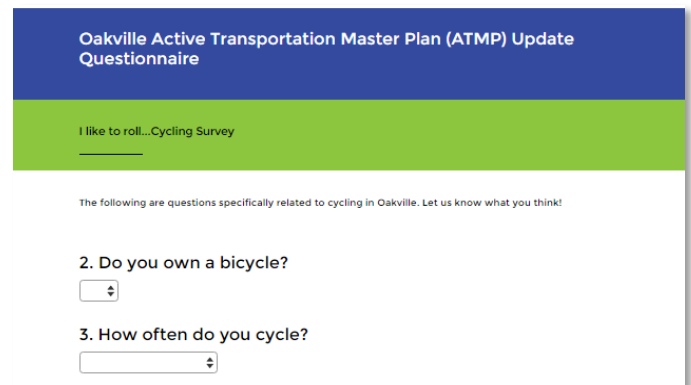 Oakville Active Transportation Master Plan (ATMP) Update
Questionnaire
I like to roll...Cycling Survey
The following are questions specifically related to cycling in Oakville. Let us know what you think!
2. Do you own a bicycle?
3. How often do you cycle?